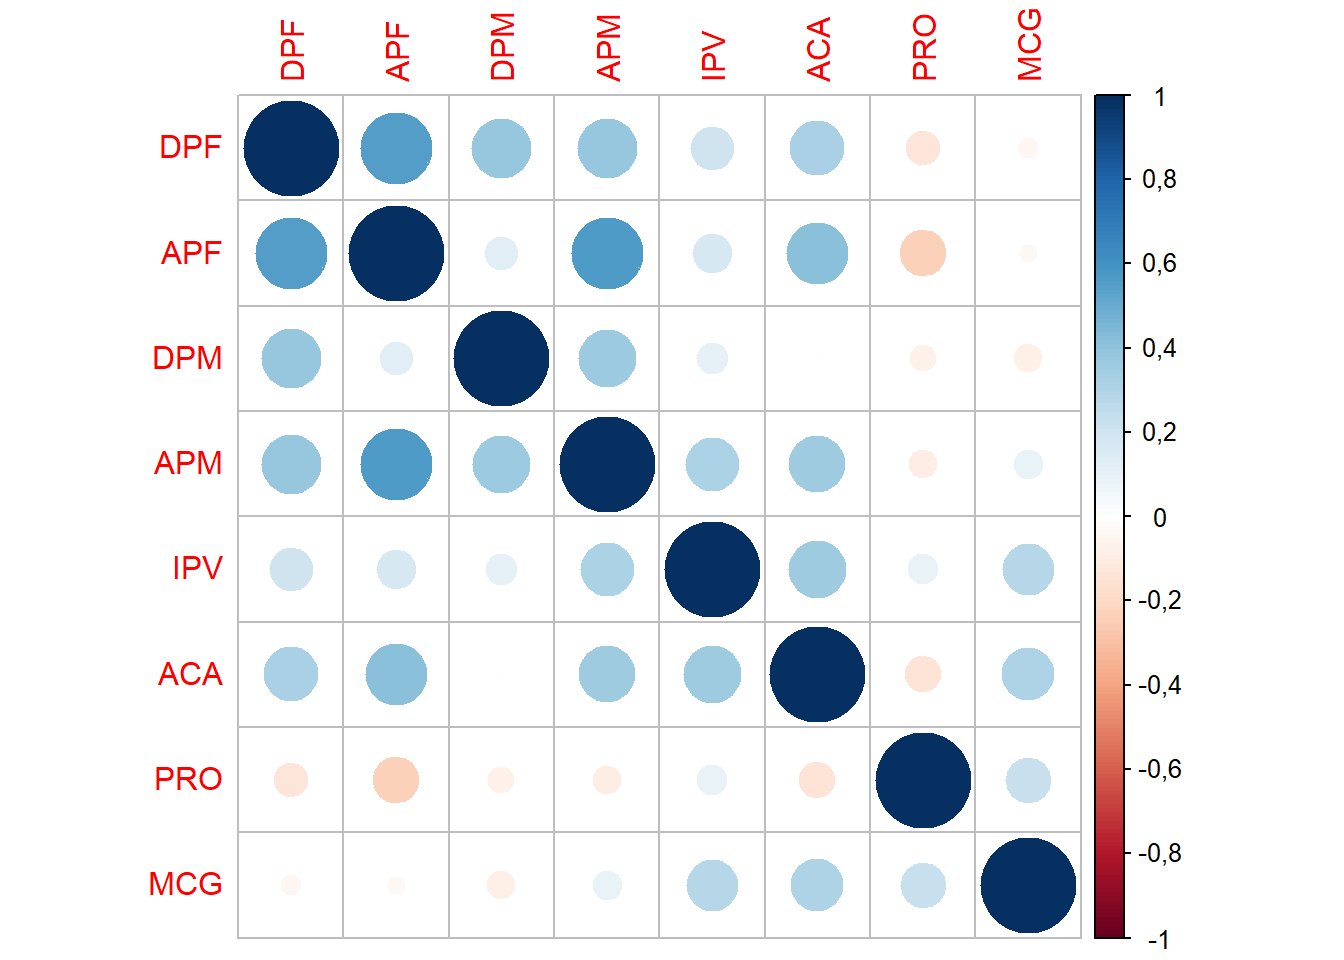 DPF APF DPM APM IPV ACA PRO MCG
DPF
APF
DPM
APM
IPV
ACA
PRO
MCG
1
0,8
0,6
0,4
0,2
0
-0,2
-0,4
-0,6
-0,8
-1